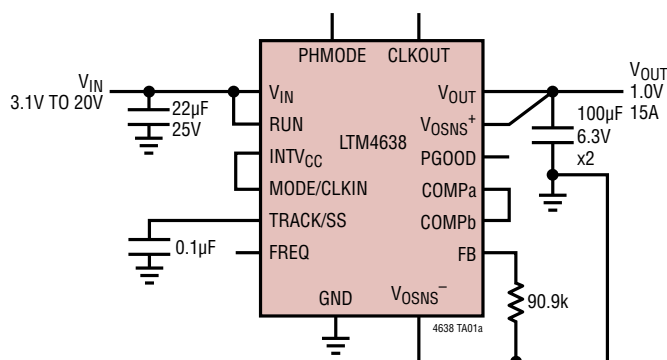 PHMODE CLKOUT
VIN
3.1V TO 20V
22µF
25V
VIN
RUN
INTVCC
MODE/CLKIN
TRACK/SS
FREQ
0.1µF
LTM4638
GND
VOUT
VOSNS+
PGOOD
COMPa
COMPb
FB
VOSNS–
VOUT
1.0V
15A
100µF
6.3V
x2
90.9k
4638 TA01a